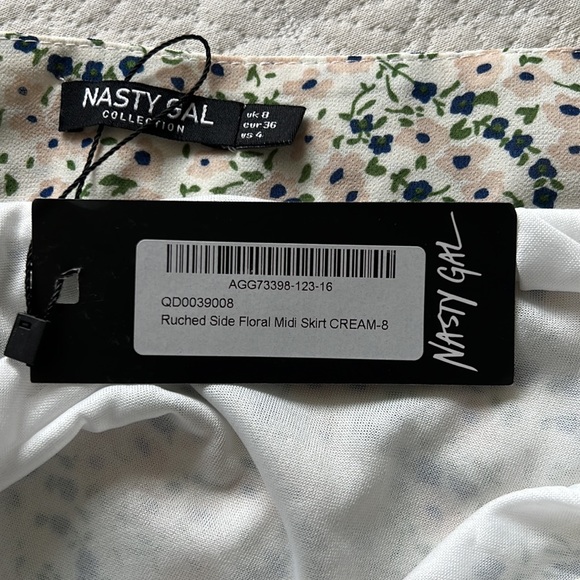 NASTY GAL
COLLECTION
uk 8
eur 36
us 4
AGG73398-123-16
QD0039008
Ruched Side Floral Midi Skirt CREAM-8
NASTY GAL